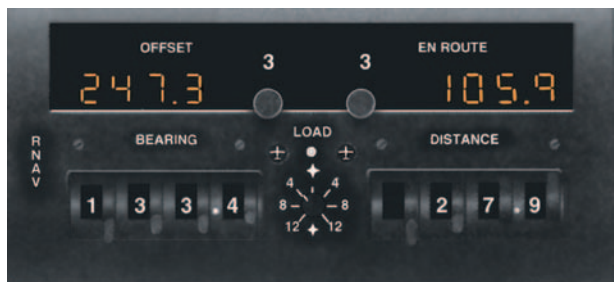 OFFSET EN ROUTE
3 3
247.3 105.9
RNAV
BEARING LOAD DISTANCE
4 4
1 3 3 .4 8 8 2 7 .9
12 12